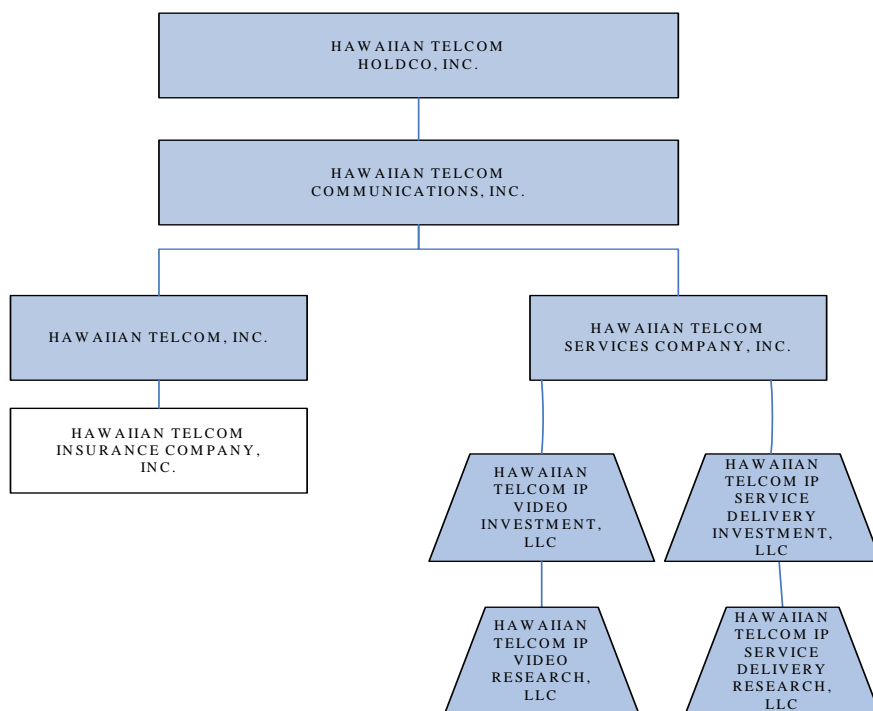 HAWAIIAN TELCOM
HOLDCO, INC.
HAWAIIAN TELCOM
COMMUNICATIONS, INC.
HAWAIIAN TELCOM, INC.
HAWAIIAN TELCOM
SERVICES COMPANY, INC.
HAWAIIAN TELCOM
INSURANCE COMPANY,
INC.
HAWAIIAN
TELCOM IP
VIDEO
INVESTMENT,
LLC
HAWAIIAN
TELCOM IP
SERVICE
DELIVERY
INVESTMENT,
LLC
HAWAIIAN
TELCOM IP
VIDEO
RESEARCH,
LLC
HAWAIIAN
TELCOM IP
SERVICE
DELIVERY
RESEARCH,
LLC